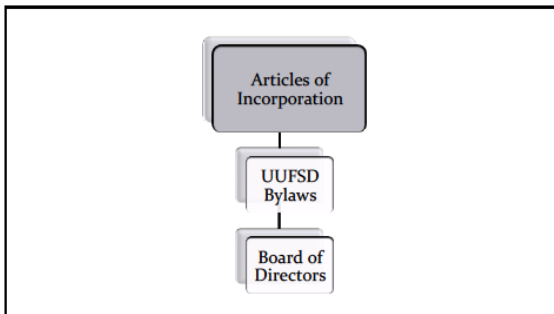 Articles of
Incorporation
UUFSD
Bylaws
Board of
Directors